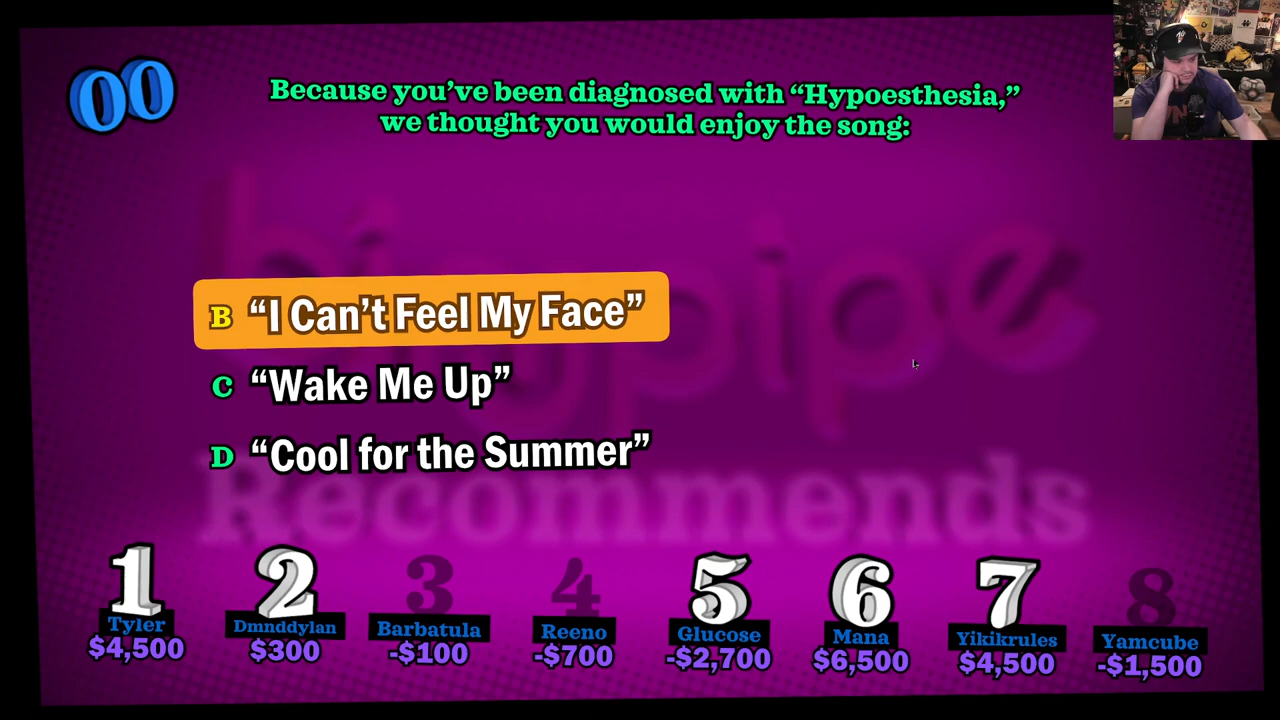 00
Because you've been diagnosed with “Hypoesthesia,”
we thought you would enjoy the song:
bigpipe
Recommends
B “I Can't Feel My Face”
C “Wake Me Up”
D “Cool for the Summer”
1 2 3 4 5 6 7 8
Tyler Dmnddylan Barbatula Reeno Glucose Mana Yikikrules Yamcube
$4,500 $300 -$100 -$700 -$2,700 $6,500 $4,500 -$1,500